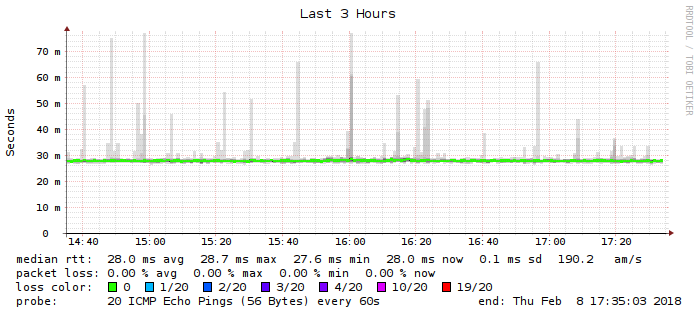 Last 3 Hours
RRDTOOL / TOBI OETIKER
Seconds
70 m
60 m
50 m
40 m
30 m
20 m
10 m
0
14:40 15:00 15:20 15:40 16:00 16:20 16:40 17:00 17:20
median rtt: 28.0 ms avg 28.7 ms max 27.6 ms min 28.0 ms now 0.1 ms sd 190.2 am/s
packet loss: 0.00 % avg 0.00 % max 0.00 % min 0.00 % now
loss color: 0 1/20 2/20 3/20 4/20 10/20 19/20
probe: 20 ICMP Echo Pings (56 Bytes) every 60s end: Thu Feb 8 17:35:03 2018